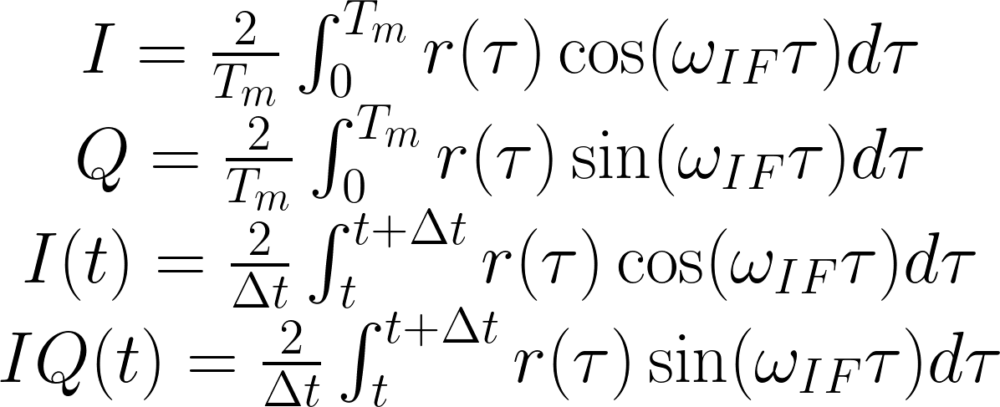 I = \frac{2}{T_m} \int_0^{T_m} r(\tau) \cos(\omega_{IF}\tau) d\tau
Q = \frac{2}{T_m} \int_0^{T_m} r(\tau) \sin(\omega_{IF}\tau) d\tau
I(t) = \frac{2}{\Delta t} \int_t^{t+\Delta t} r(\tau) \cos(\omega_{IF}\tau) d\tau
IQ(t) = \frac{2}{\Delta t} \int_t^{t+\Delta t} r(\tau) \sin(\omega_{IF}\tau) d\tau